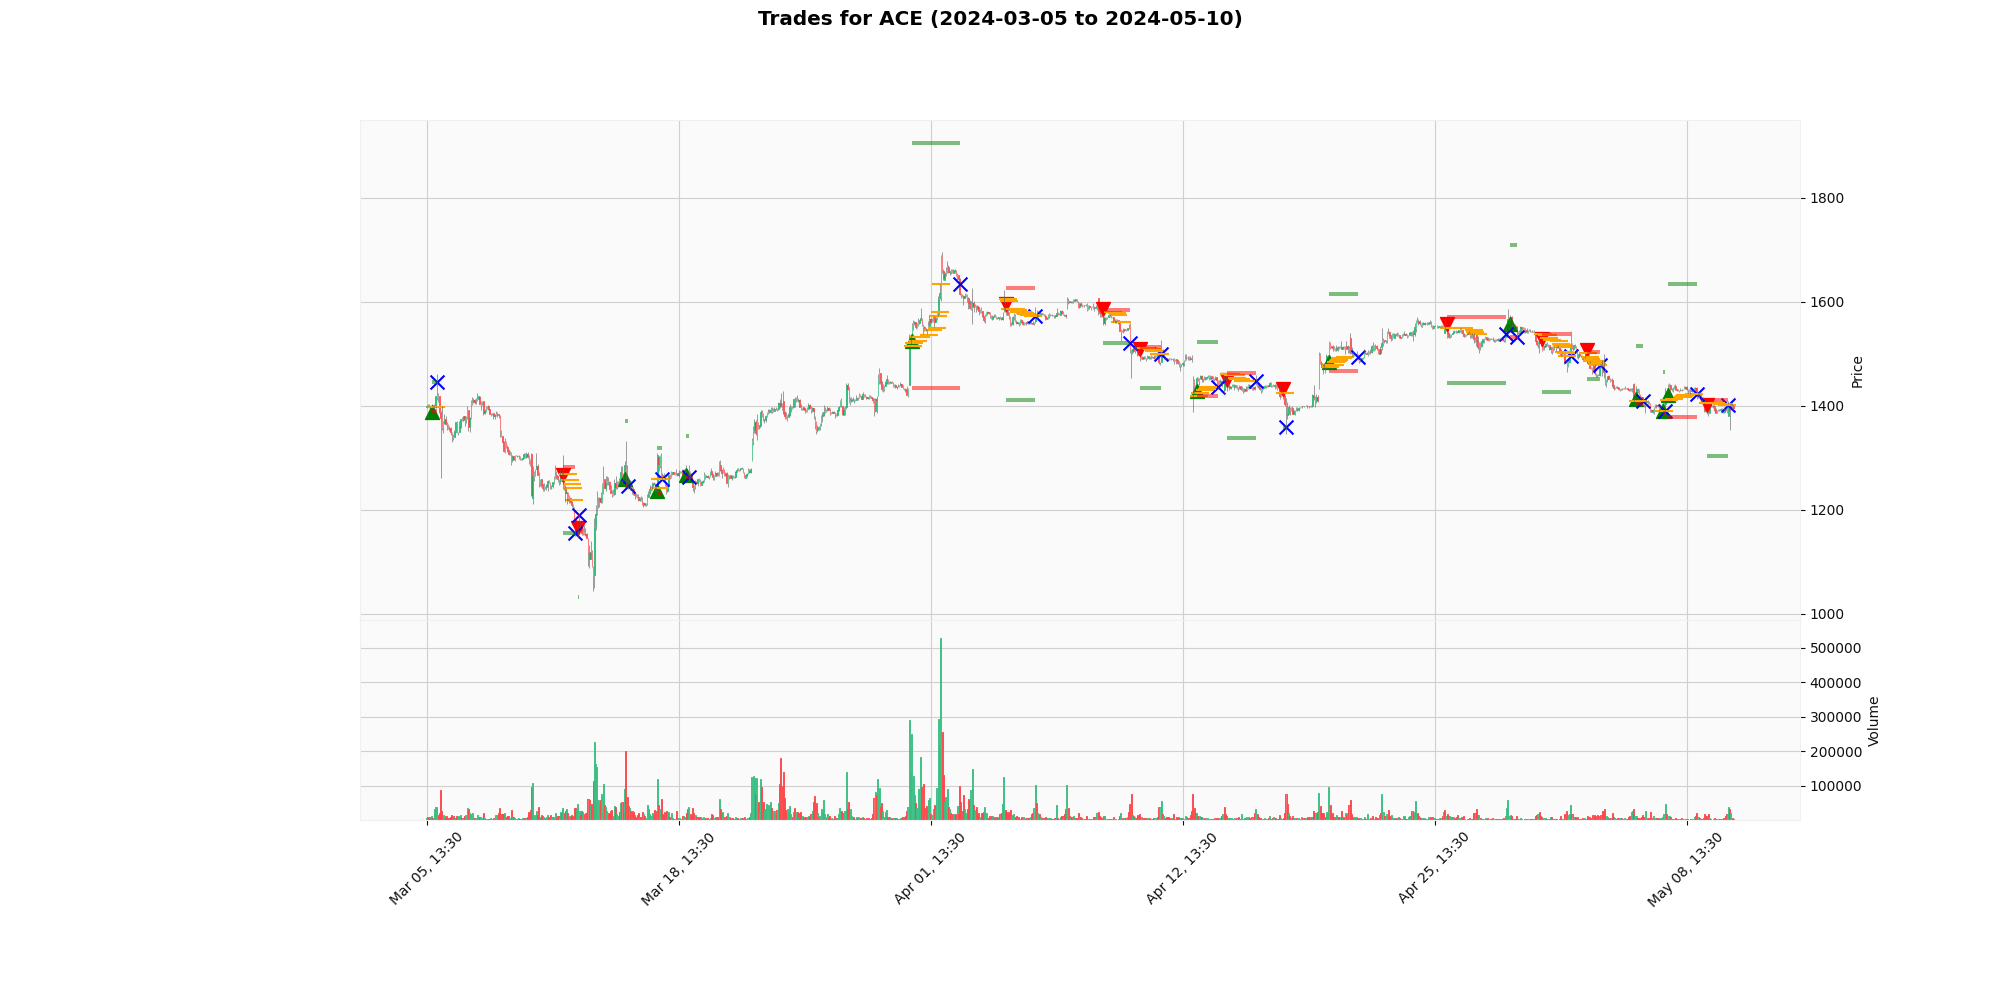 Trades for ACE (2024-03-05 to 2024-05-10)
1800
1600
1400
1200
1000
Price
500000
400000
300000
200000
100000
Volume
Mar 05, 13:30
Mar 18, 13:30
Apr 01, 13:30
Apr 12, 13:30
Apr 25, 13:30
May 08, 13:30